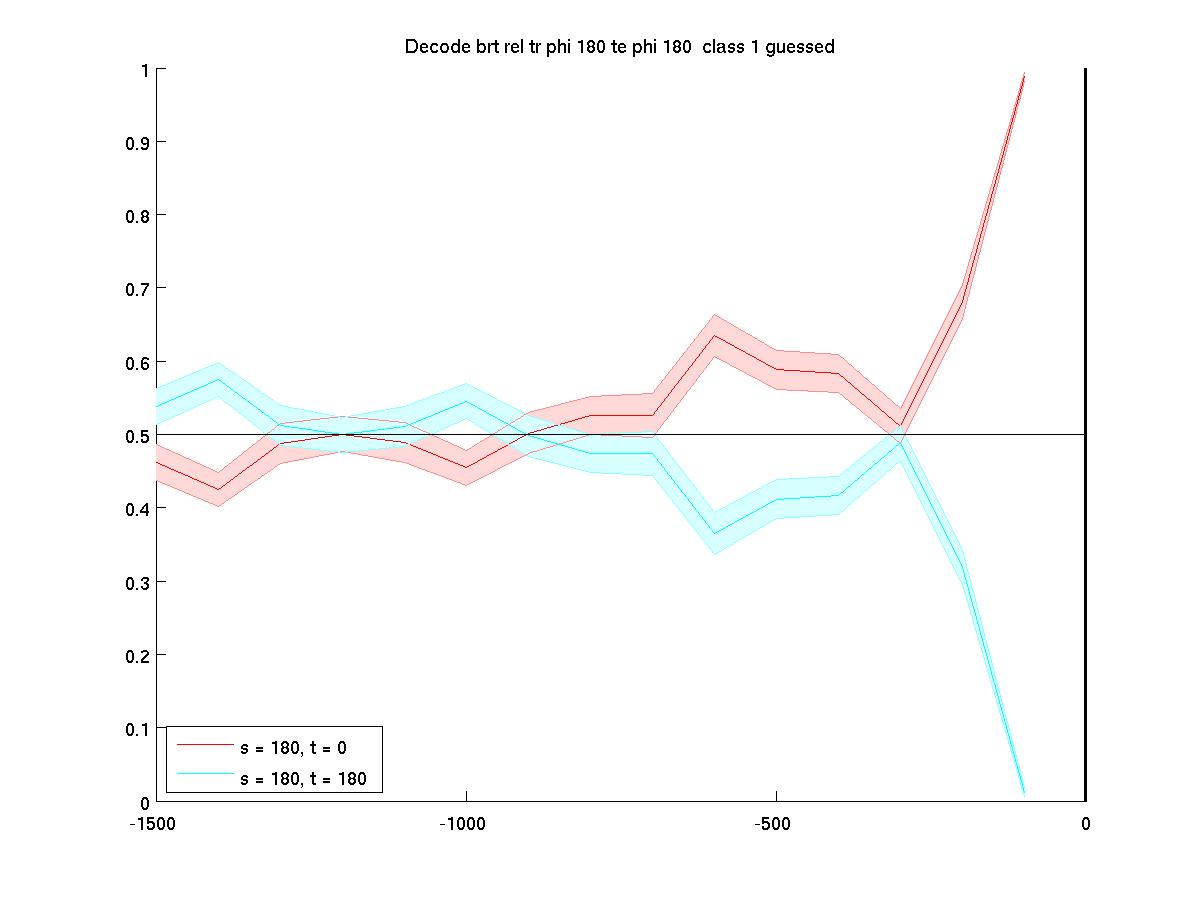 Decode brt rel tr phi 180 te phi 180  class 1 guessed
1
0.9
0.8
0.7
0.6
0.5
0.4
0.3
0.2
0.1
0
s = 180, t = 0
s = 180, t = 180
-1500 -1000 -500 0